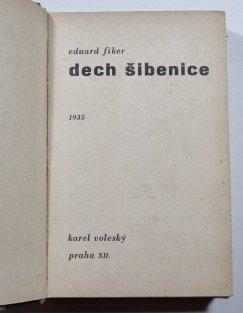 eduard fiker
dech šibenice
1935
karel voleský
praha XII.